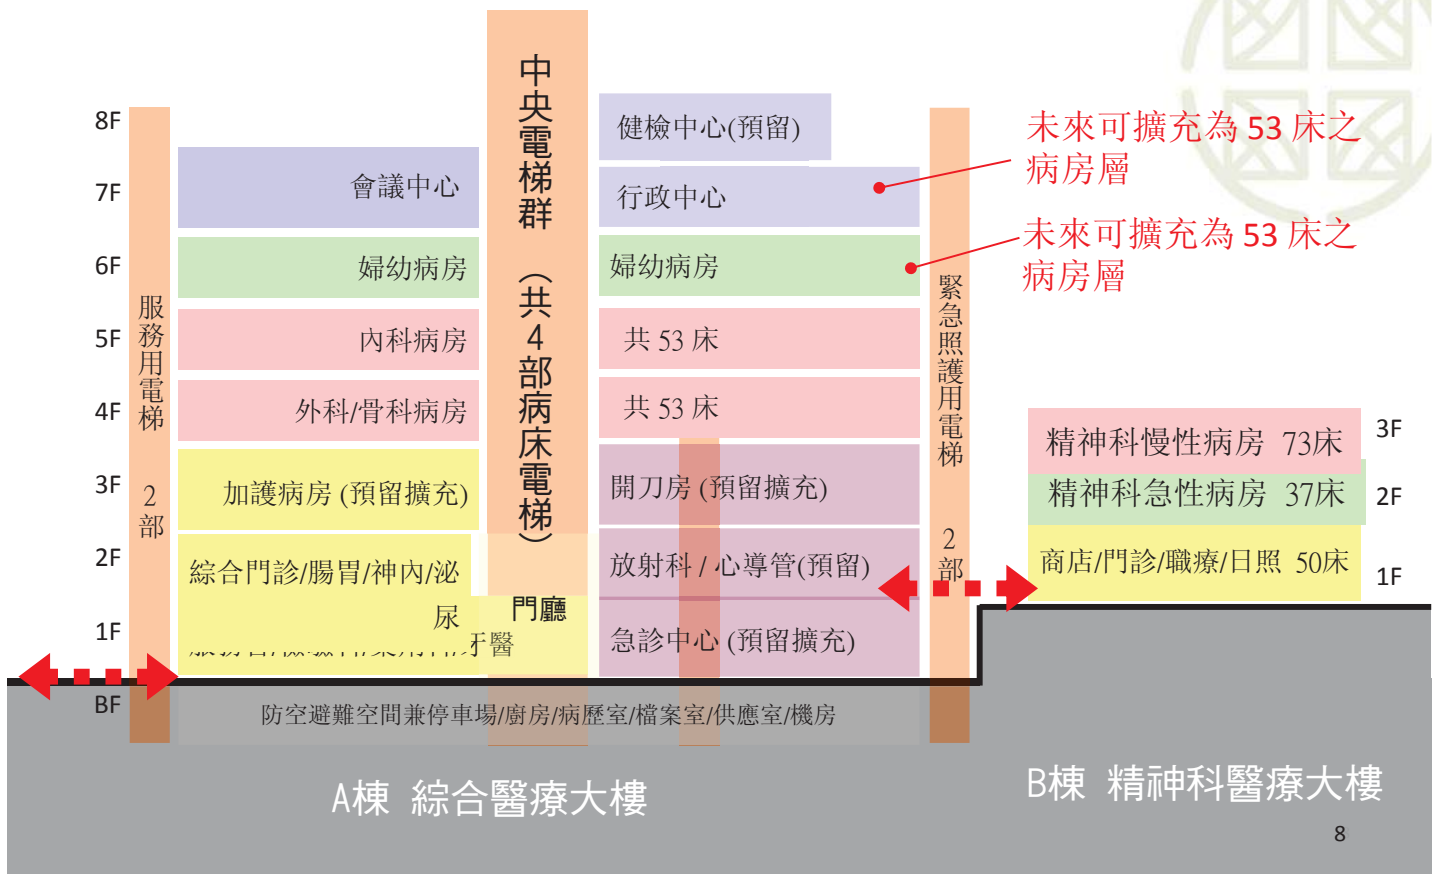 中央電梯群（共4部病床電梯）
8F
7F
6F
5F
4F
3F
2F
1F
BF
服務用電梯 2部
會議中心
婦幼病房
內科病房
外科/骨科病房
加護病房 (預留擴充)
綜合門診/腸胃/神內/泌
尿
牙醫
門廳
健檢中心(預留)
行政中心
婦幼病房
共 53 床
共 53 床
開刀房 (預留擴充)
放射科 / 心導管(預留)
急診中心 (預留擴充)
緊急照護用電梯 2部
未來可擴充為 53 床之
病房層
未來可擴充為 53 床之
病房層
精神科慢性病房 73床
3F
精神科急性病房 37床
2F
商店/門診/職療/日照 50床
1F
防空避難空間兼停車場/廚房/病歷室/檔案室/供應室/機房
A棟 綜合醫療大樓
B棟 精神科醫療大樓
8